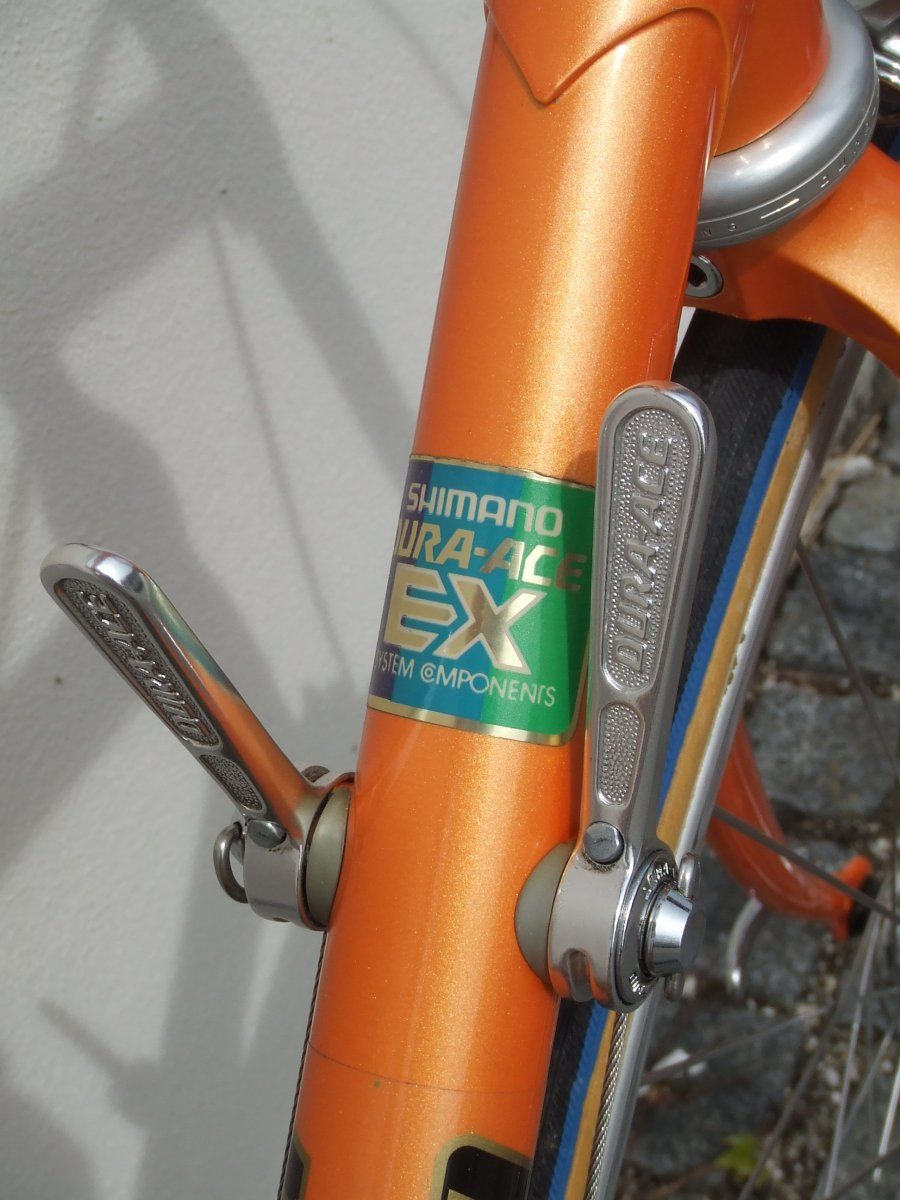 SHIMANO
DURA-ACE
EX
SYSTEM COMPONENTS
DURA-ACE
DURA-ACE